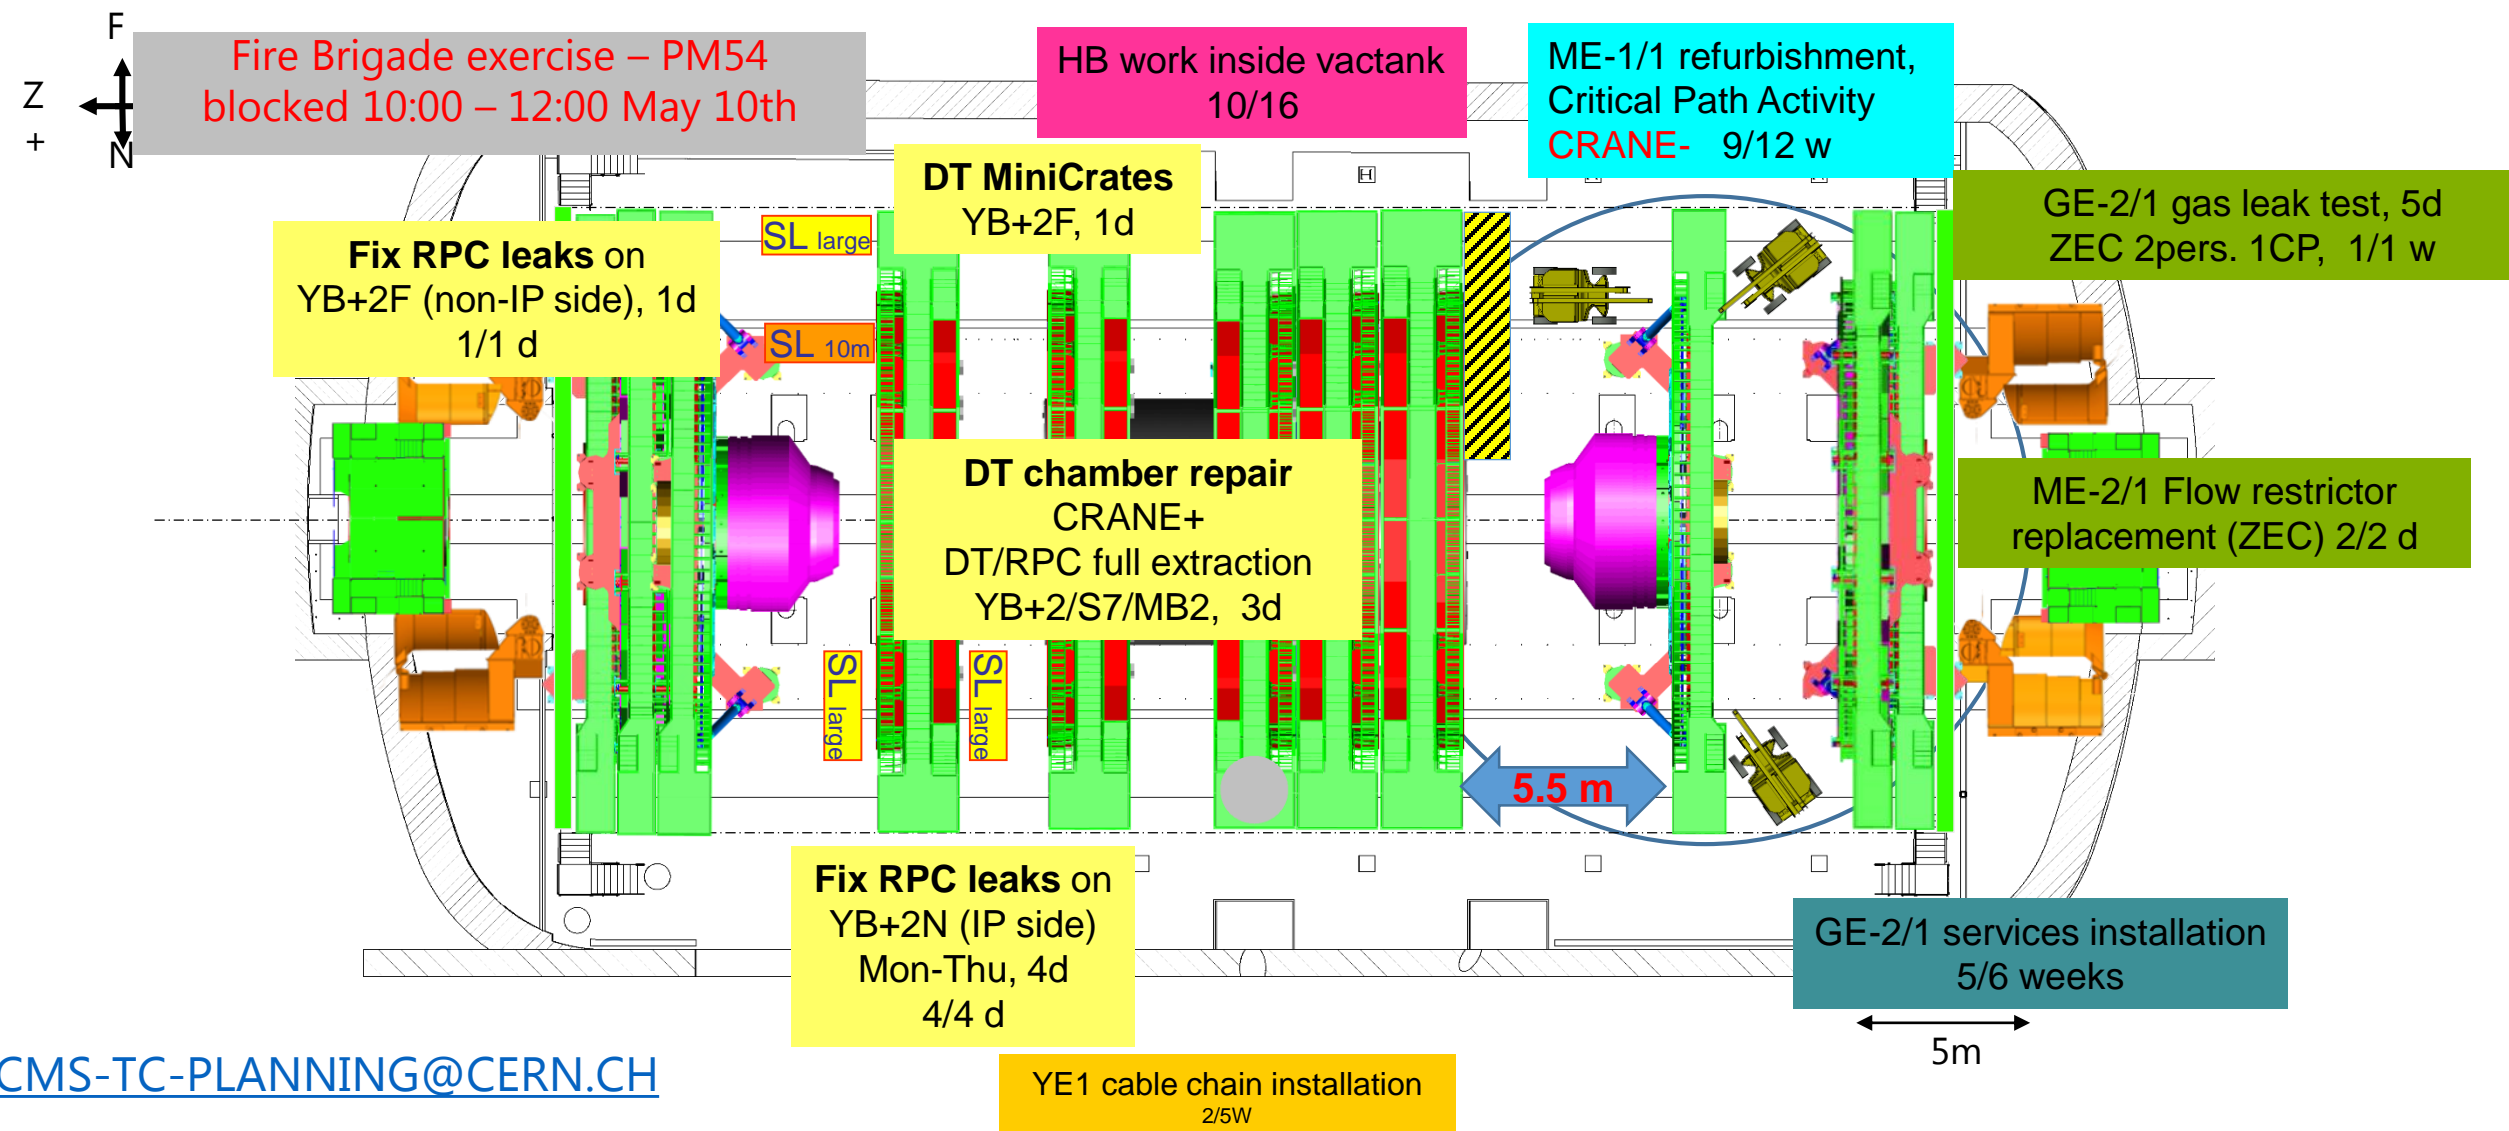 F
Z
+
N
Fire Brigade exercise – PM54
blocked 10:00 – 12:00 May 10th
HB work inside vactank
10/16
ME-1/1 refurbishment,
Critical Path Activity
CRANE- 9/12 w
DT MiniCrates
YB+2F, 1d
H
GE-2/1 gas leak test, 5d
ZEC 2pers. 1CP, 1/1 w
Fix RPC leaks on
YB+2F (non-IP side), 1d
1/1 d
SL large
SL 10m
DT chamber repair
CRANE+
DT/RPC full extraction
YB+2/S7/MB2, 3d
ME-2/1 Flow restrictor
replacement (ZEC) 2/2 d
SL large
SL large
5.5 m
Fix RPC leaks on
YB+2N (IP side)
Mon-Thu, 4d
4/4 d
GE-2/1 services installation
5/6 weeks
5m
CMS-TC-PLANNING@CERN.CH
YE1 cable chain installation
2/5W